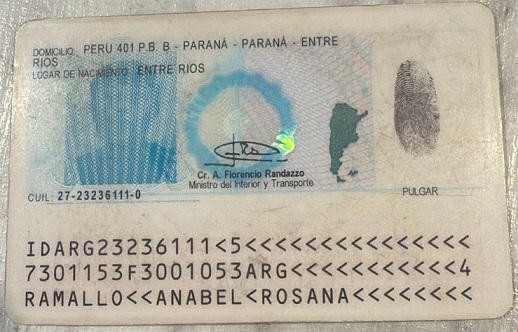 DOMICILIO PERU 401 P.B. B - PARANÁ - PARANÁ - ENTRE
RIOS
LUGAR DE NACIMIENTO ENTRE RIOS
Cr. A. Florencio Randazzo
Ministro del Interior y Transporte
PULGAR
CUIL: 27-23236111-0
IDARG23236111<5<<<<<<<<<<<<<<<
7301153F3001053ARG<<<<<<<<<<<4
RAMALLO<<ANABEL<ROSANA<<<<<<<<